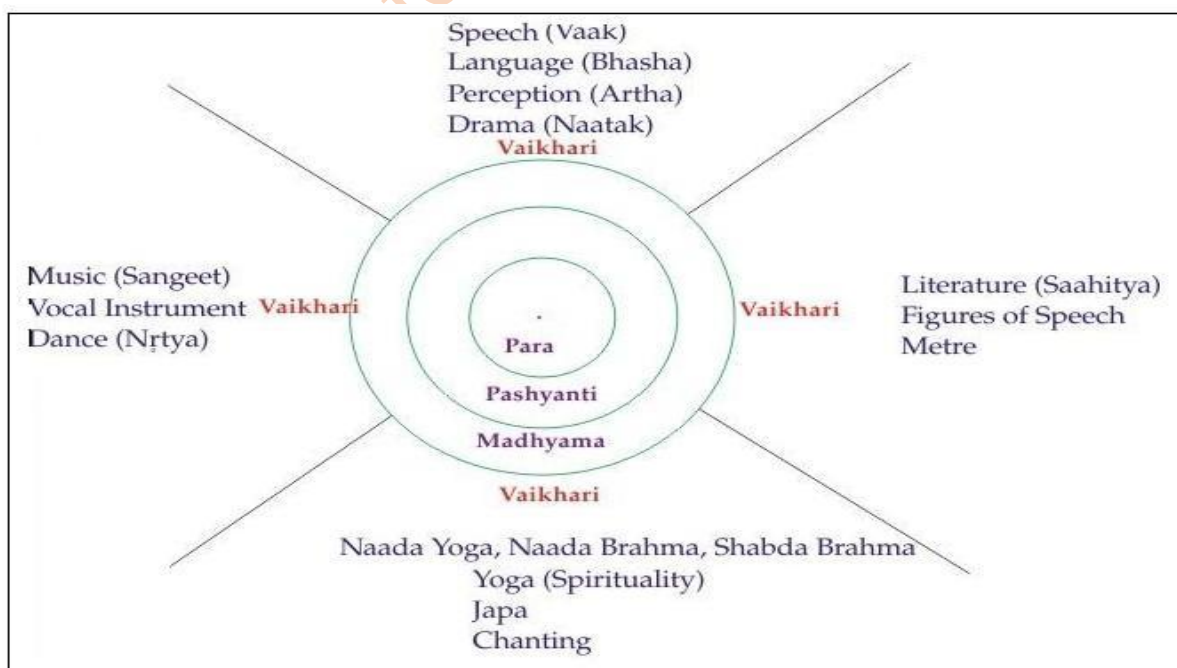 Speech (Vaak)
Language (Bhasha)
Perception (Artha)
Drama (Naatak)
Vaikhari
Music (Sangeet)
Vocal Instrument
Dance (Nṛtya)
Vaikhari
Vaikhari
Literature (Saahitya)
Figures of Speech
Metre
Para
Pashyanti
Madhyama
Vaikhari
Naada Yoga, Naada Brahma, Shabda Brahma
Yoga (Spirituality)
Japa
Chanting